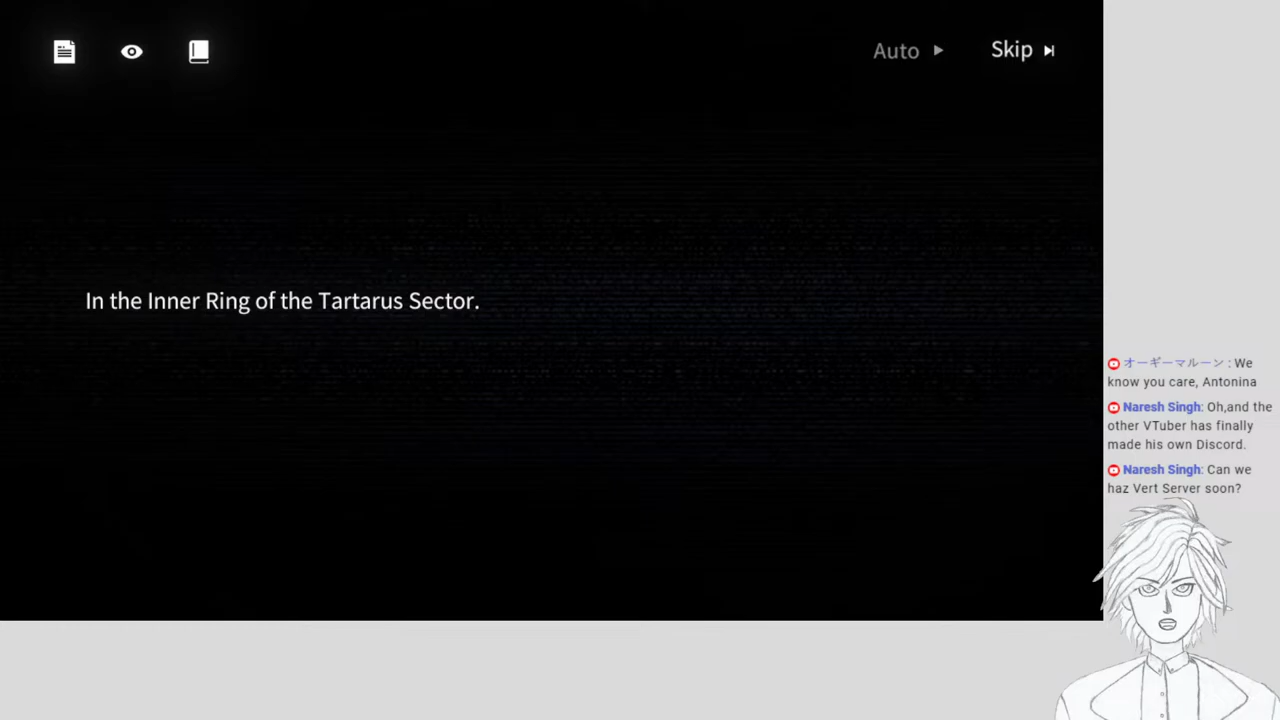 Auto
Skip
In the Inner Ring of the Tartarus Sector.
オーギーマルーン : We
know you care, Antonina
Naresh Singh: Oh,and the
other VTuber has finally
made his own Discord.
Naresh Singh: Can we
haz Vert Server soon?